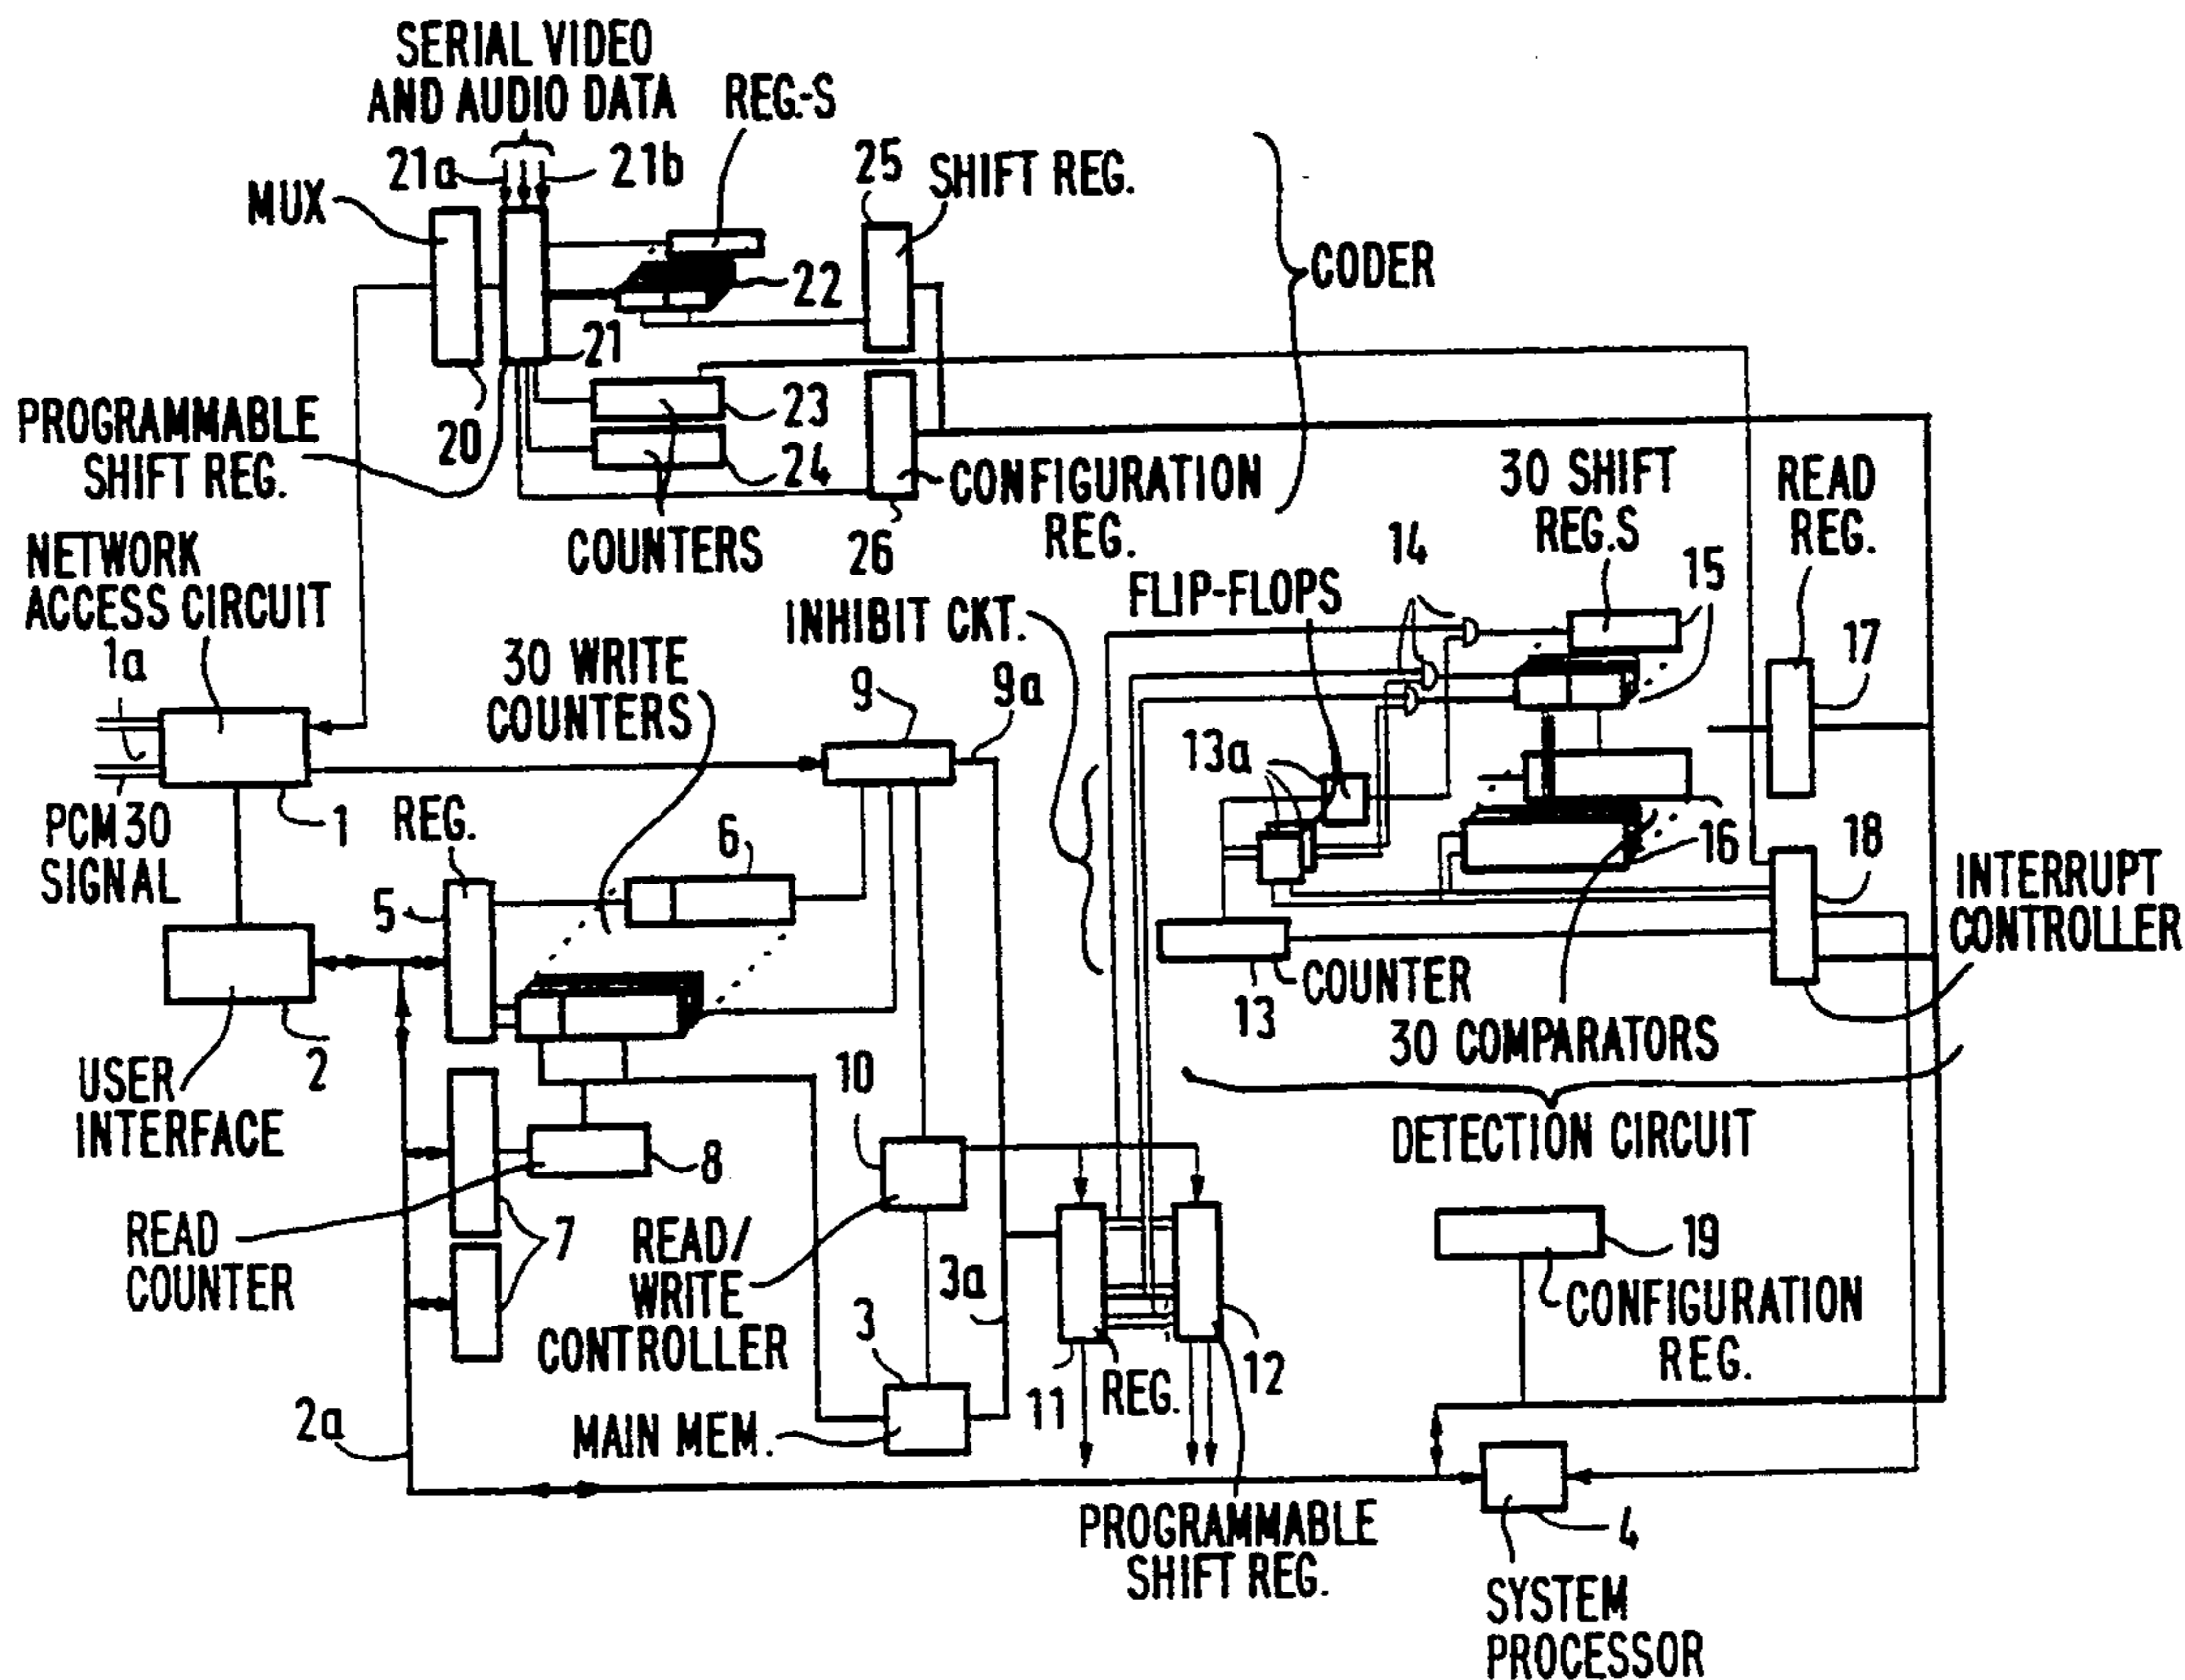 SERIAL VIDEO
AND AUDIO DATA
REG.-S
21a
21b
25
SHIFT REG.
MUX
22
CODER
21
PROGRAMMABLE
SHIFT REG.
20
23
24
CONFIGURATION
REG.
COUNTERS
26
30 SHIFT
REG.S
READ
REG.
NETWORK
ACCESS CIRCUIT
14
15
FLIP-FLOPS
INHIBIT CKT.
1a
30 WRITE
COUNTERS
9
9a
17
13a
PCM30
SIGNAL
1
REG.
6
16
18
INTERRUPT
CONTROLLER
5
COUNTER
13
2
USER
INTERFACE
30 COMPARATORS
10
DETECTION CIRCUIT
8
READ
COUNTER
7
READ/
WRITE
CONTROLLER
3a
19
CONFIGURATION
REG.
3
12
11
REG.
2a
MAIN MEM.
PROGRAMMABLE
SHIFT REG.
4
SYSTEM
PROCESSOR